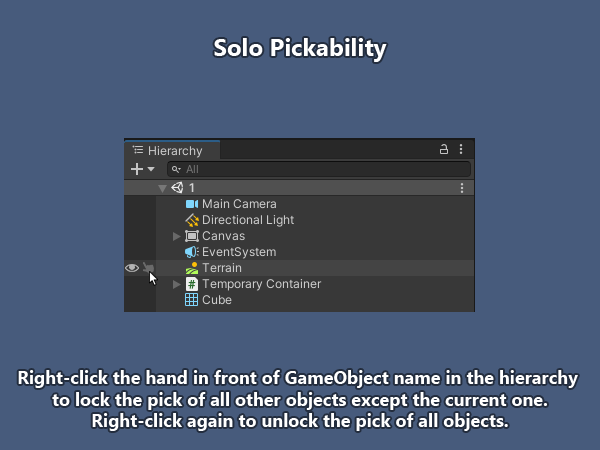 Solo Pickability
Hierarchy
All
1
Main Camera
Directional Light
Canvas
EventSystem
Terrain
# Temporary Container
Cube
Right-click the hand in front of GameObject name in the hierarchy
to lock the pick of all other objects except the current one.
Right-click again to unlock the pick of all objects.